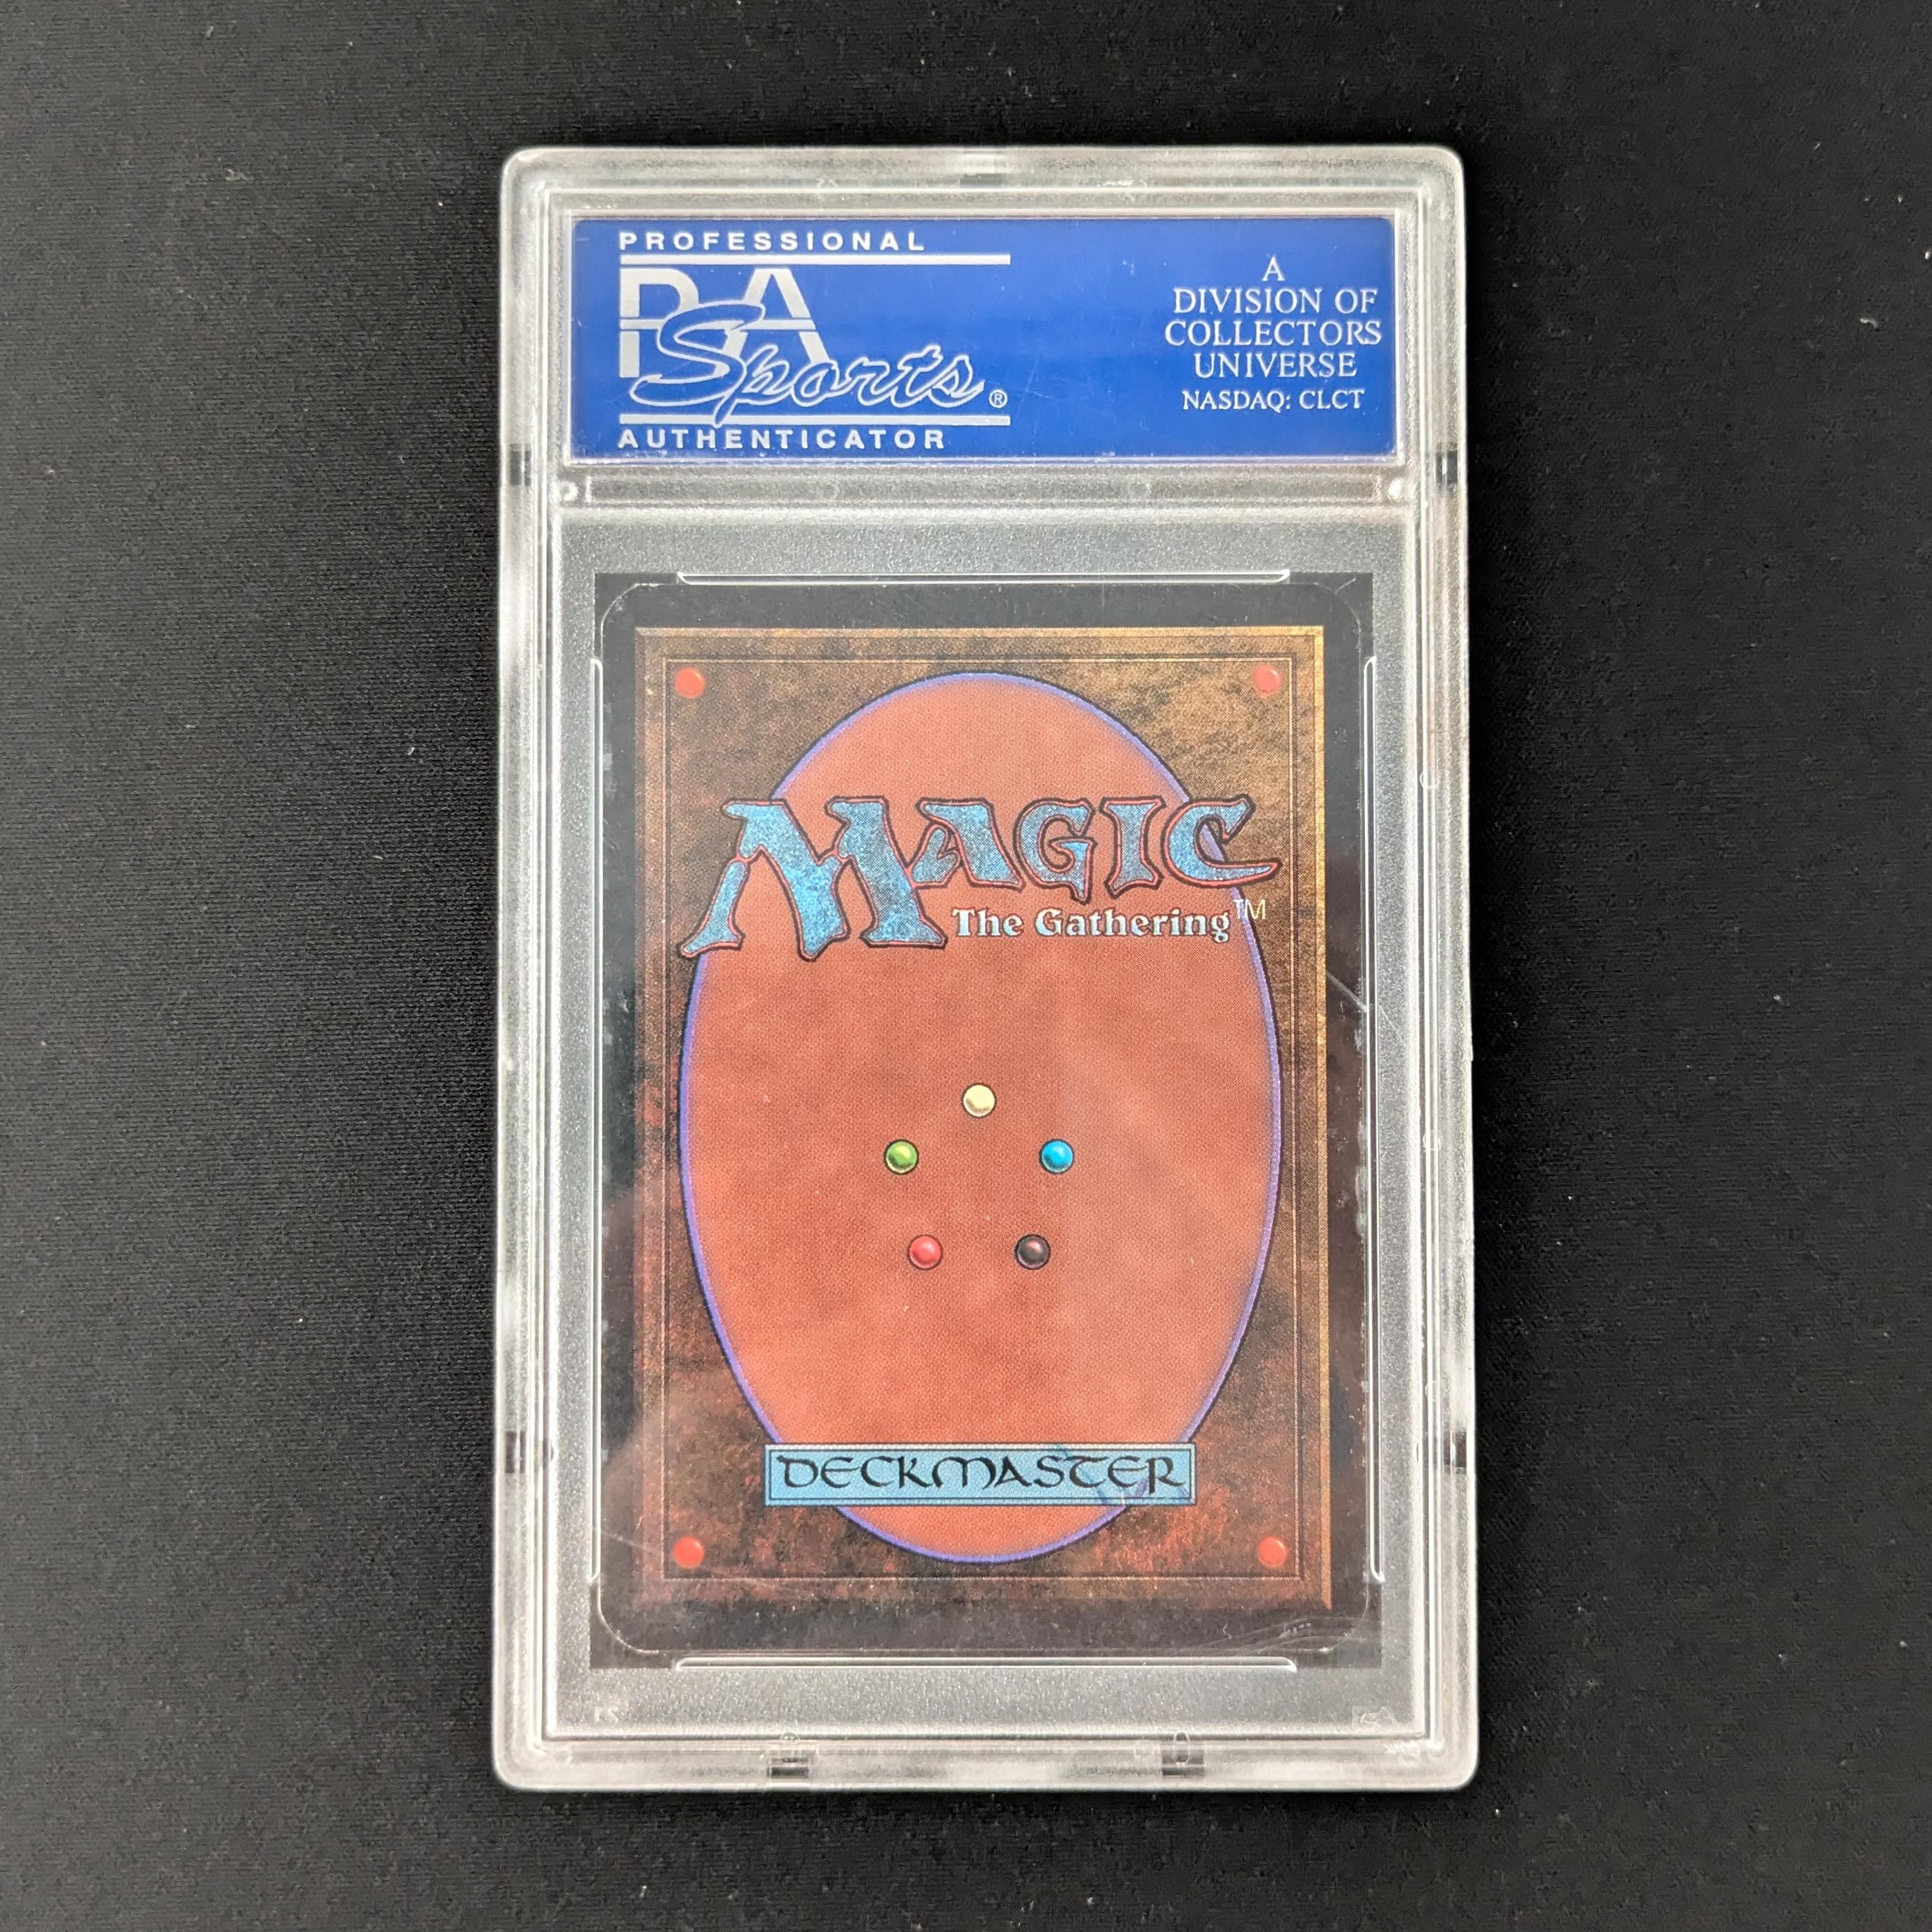 PROFESSIONAL
PSA
Sports®
AUTHENTICATOR
A
DIVISION OF
COLLECTORS
UNIVERSE
NASDAQ: CLCT
MAGIC
The Gathering™
DECKMASTER